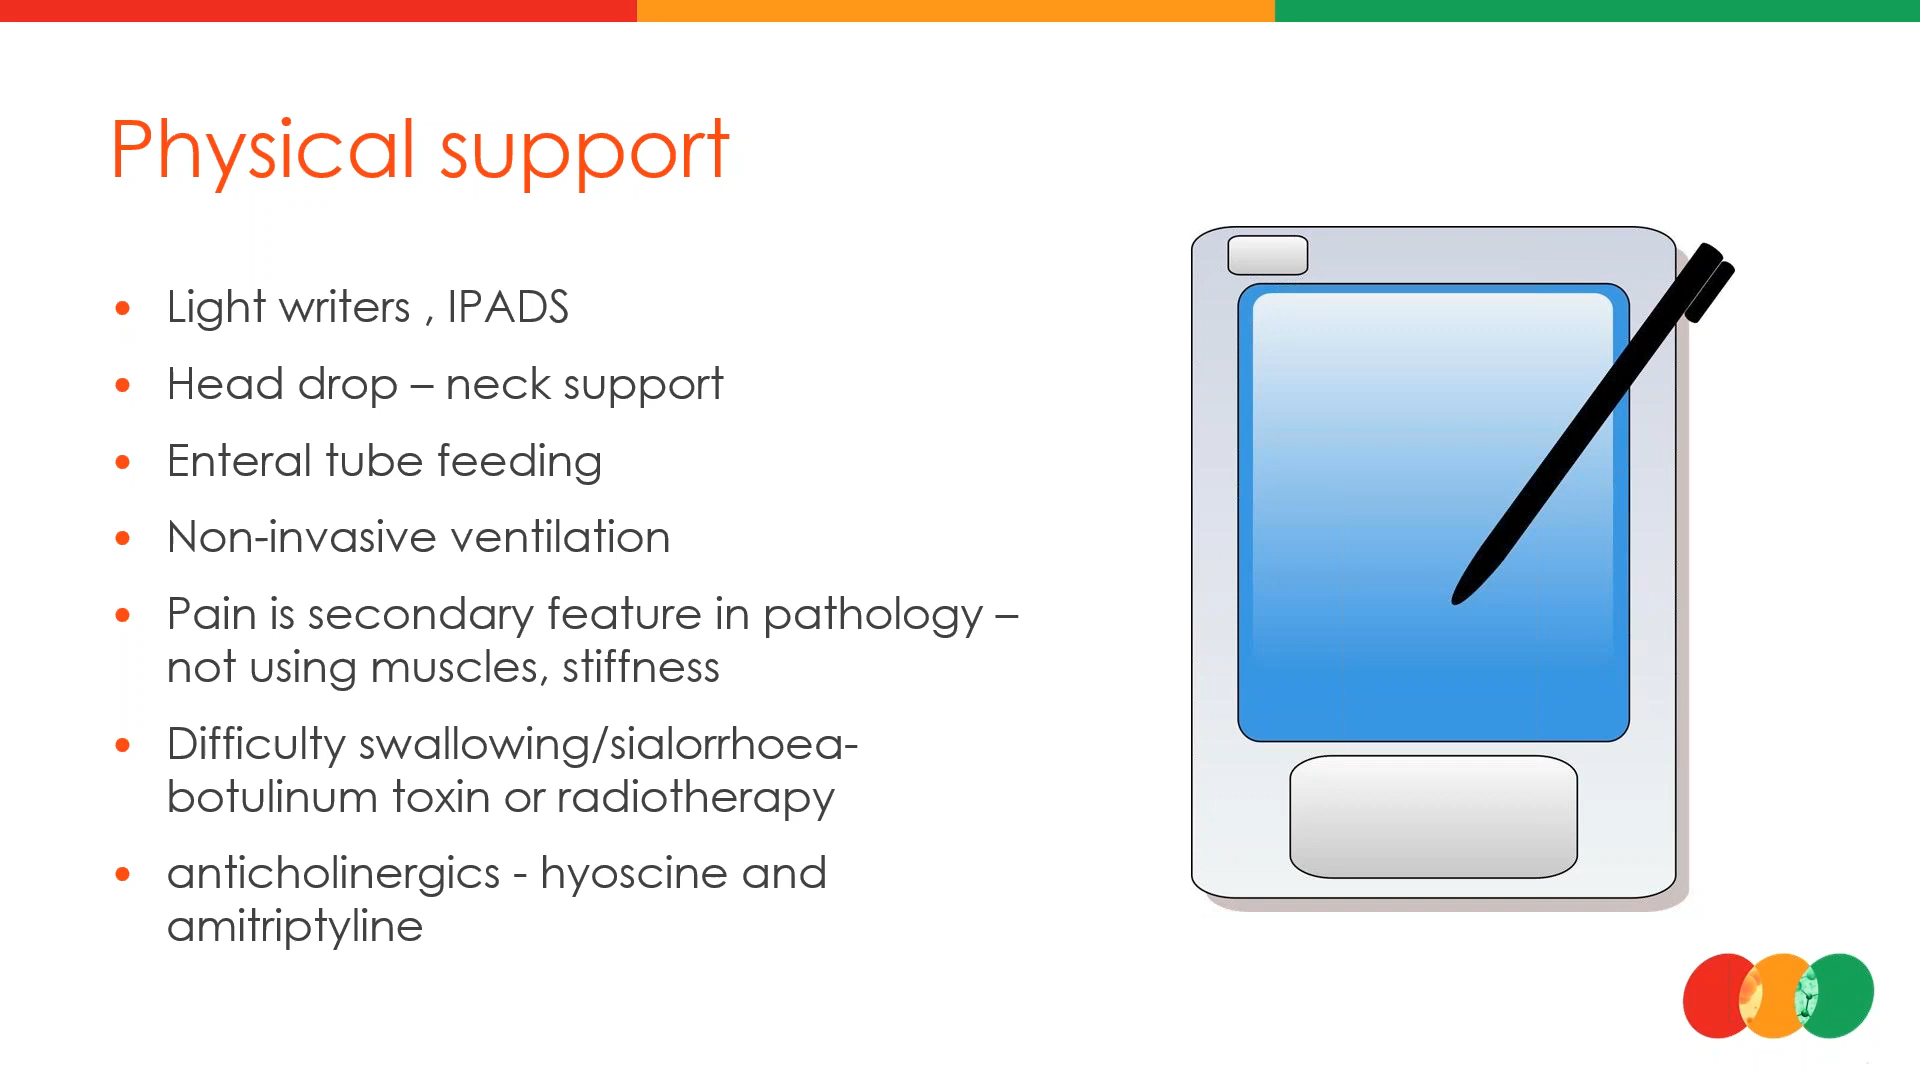 Physical support
• Light writers , IPADS
• Head drop – neck support
• Enteral tube feeding
• Non-invasive ventilation
• Pain is secondary feature in pathology –
not using muscles, stiffness
• Difficulty swallowing/sialorrhoea-
botulinum toxin or radiotherapy
• anticholinergics - hyoscine and
amitriptyline